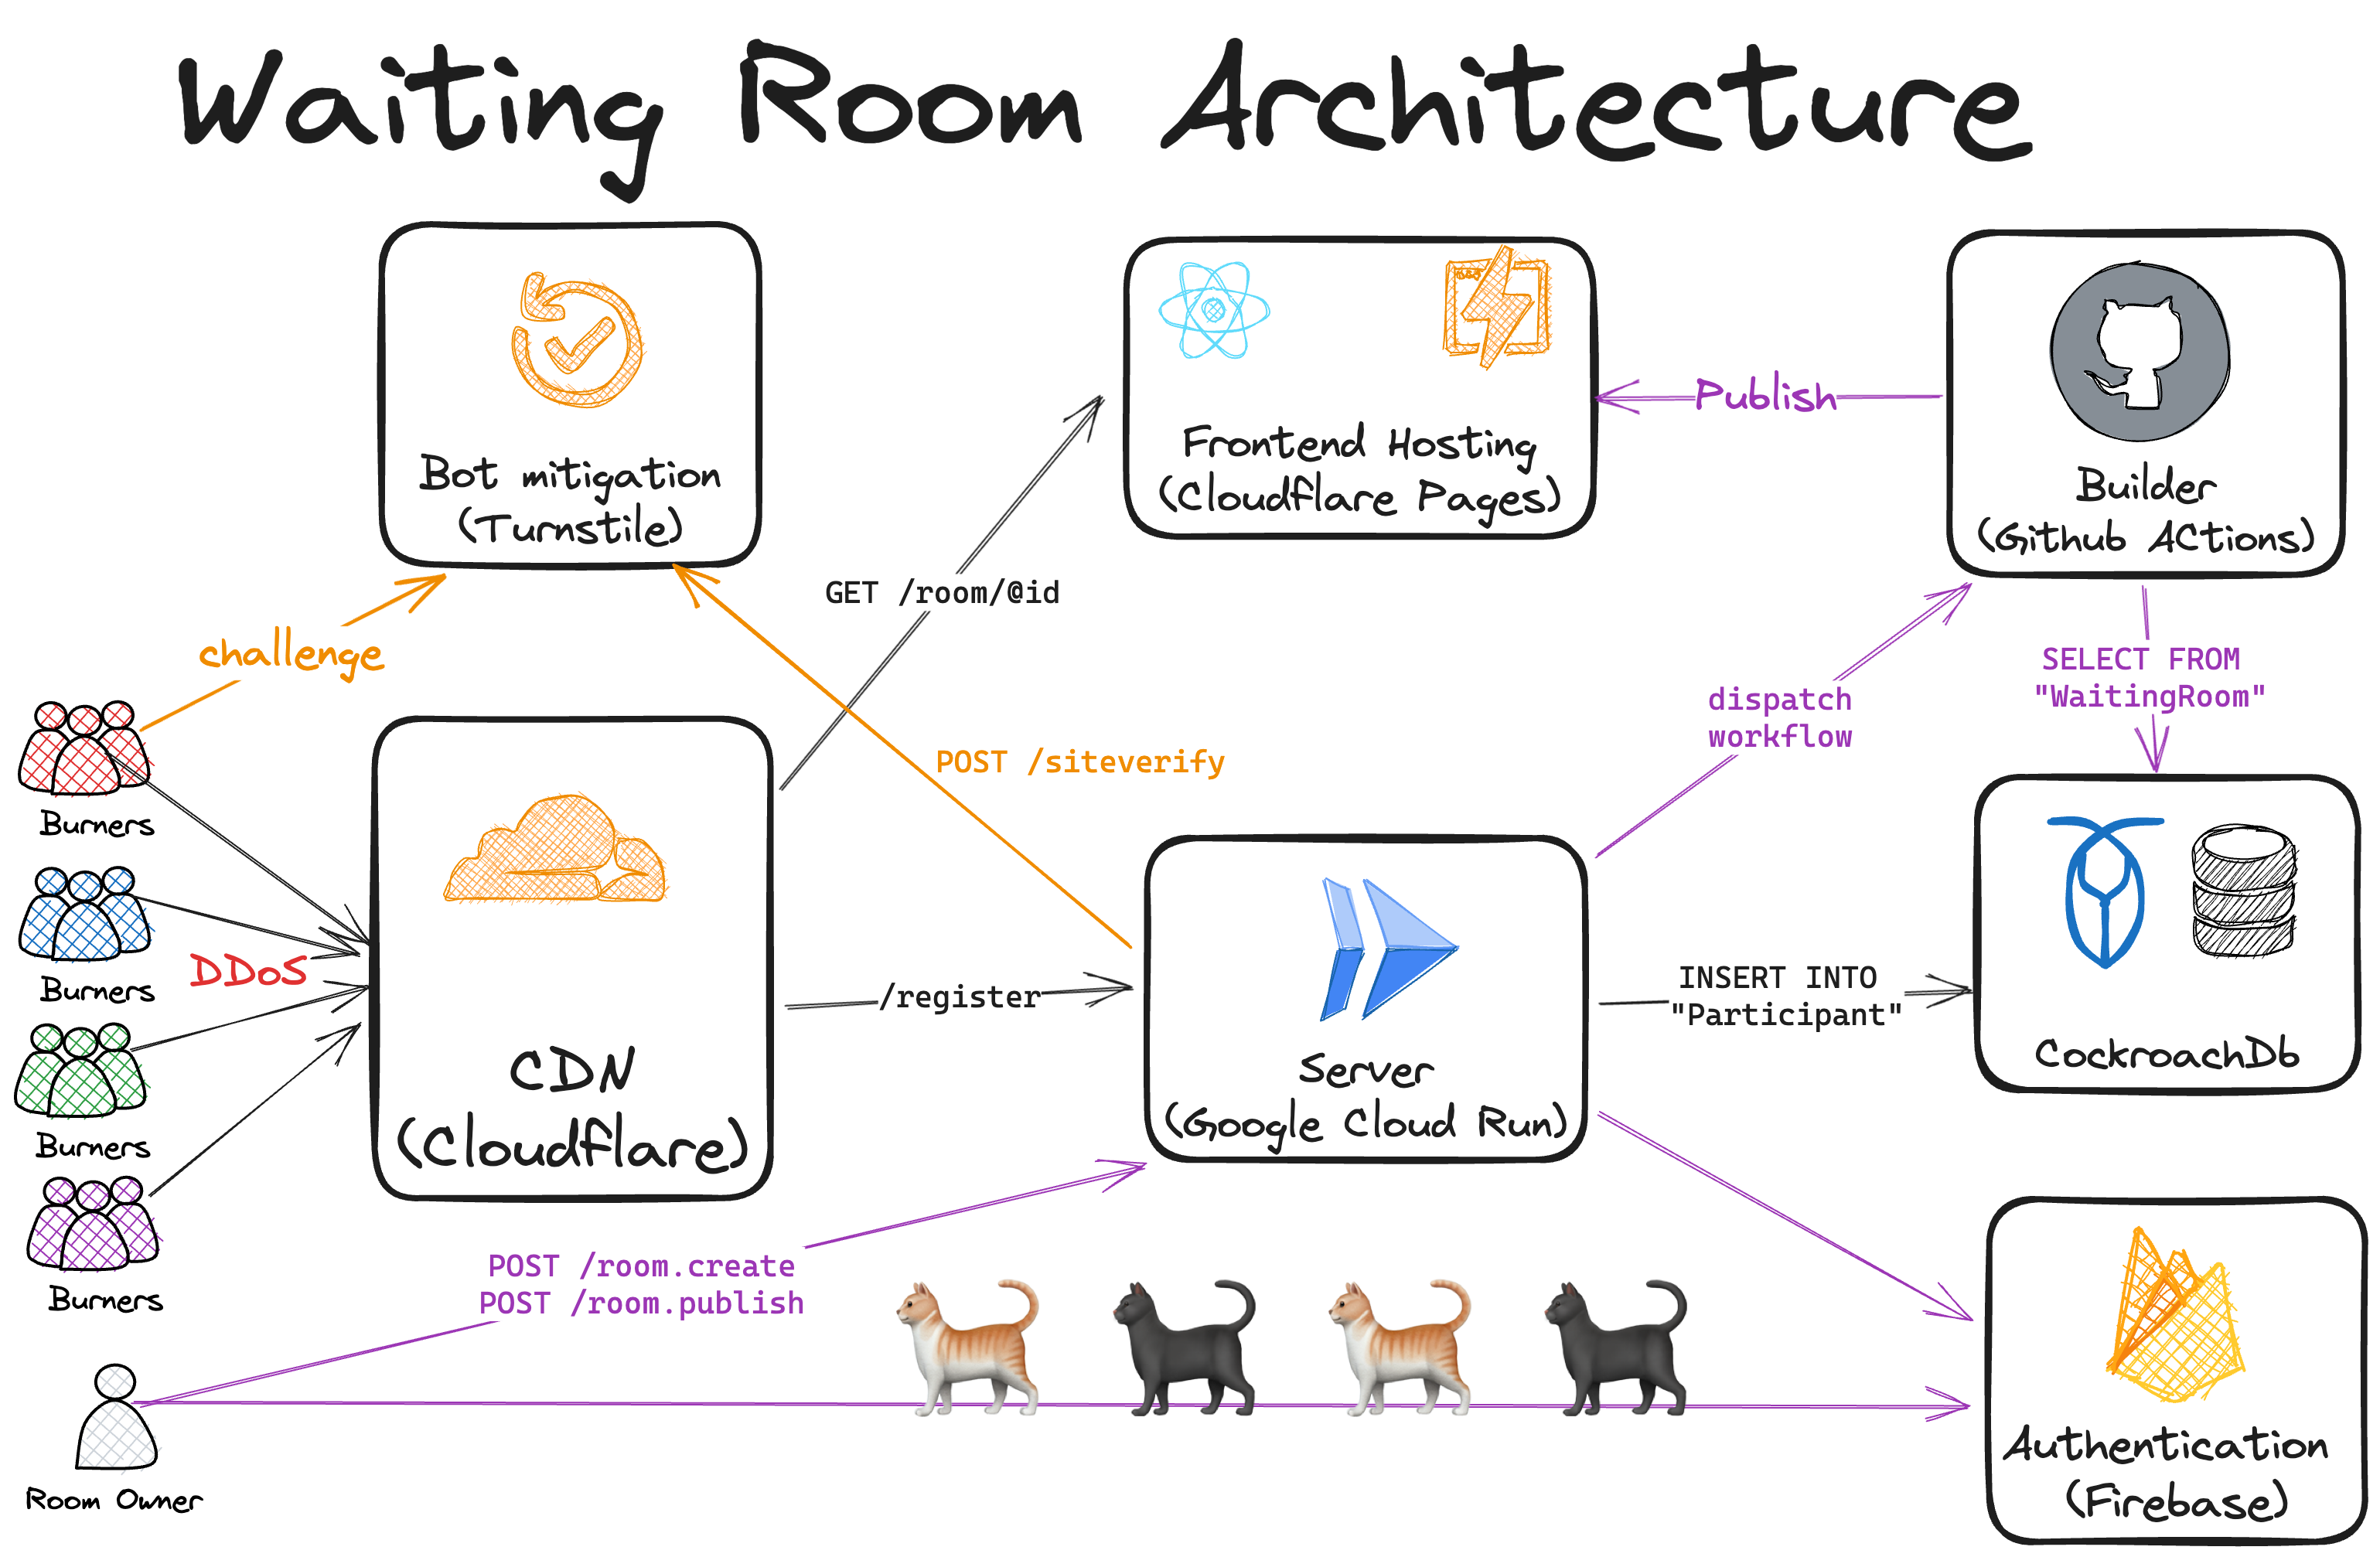 Waiting Room Architecture
Bot mitigation
(Turnstile)
Frontend Hosting
(Cloudflare Pages)
Publish
Builder
(Github ACtions)
challenge
GET /room/@id
POST /siteverify
dispatch
workflow
SELECT FROM
"WaitingRoom"
Burners
Burners
DDoS
Burners
Burners
CDN
(Cloudflare)
/register
Server
(Google Cloud Run)
INSERT INTO
"Participant"
CockroachDb
POST /room.create
POST /room.publish
Room Owner
Authentication
(Firebase)